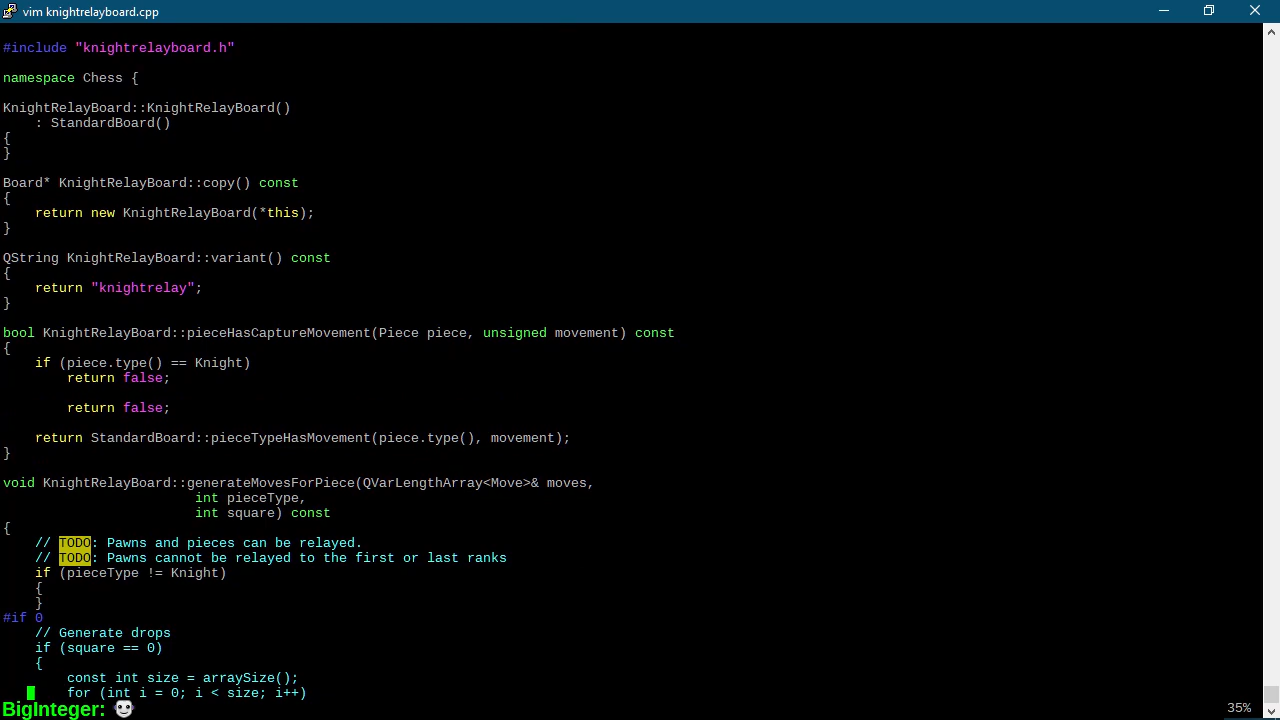 vim knightrelayboard.cpp
#include "knightrelayboard.h"
namespace Chess {
KnightRelayBoard::KnightRelayBoard()
    : StandardBoard()
{
}
Board* KnightRelayBoard::copy() const
{
    return new KnightRelayBoard(*this);
}
QString KnightRelayBoard::variant() const
{
    return "knightrelay";
}
bool KnightRelayBoard::pieceHasCaptureMovement(Piece piece, unsigned movement) const
{
    if (piece.type() == Knight)
        return false;
        return false;
    return StandardBoard::pieceTypeHasMovement(piece.type(), movement);
}
void KnightRelayBoard::generateMovesForPiece(QVarLengthArray<Move>& moves,
                        int pieceType,
                        int square) const
{
    // TODO: Pawns and pieces can be relayed.
    // TODO: Pawns cannot be relayed to the first or last ranks
    if (pieceType != Knight)
    {
    }
#if 0
    // Generate drops
    if (square == 0)
    {
        const int size = arraySize();
        for (int i = 0; i < size; i++)
BigInteger:
35%